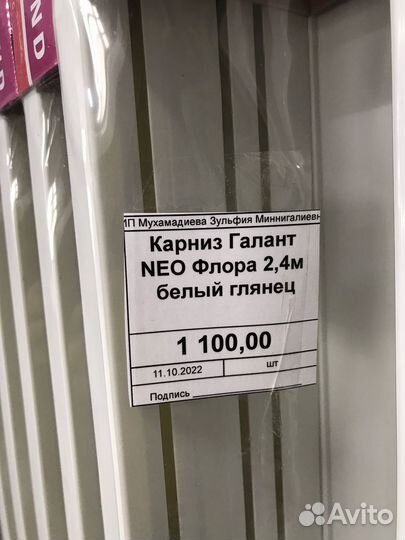 ИП Мухамадиева Зульфия Миннигалиевн
Карниз Галант
NEO Флора 2,4м
белый глянец
1 100,00
11.10.2022 шт
Подпись
Avito